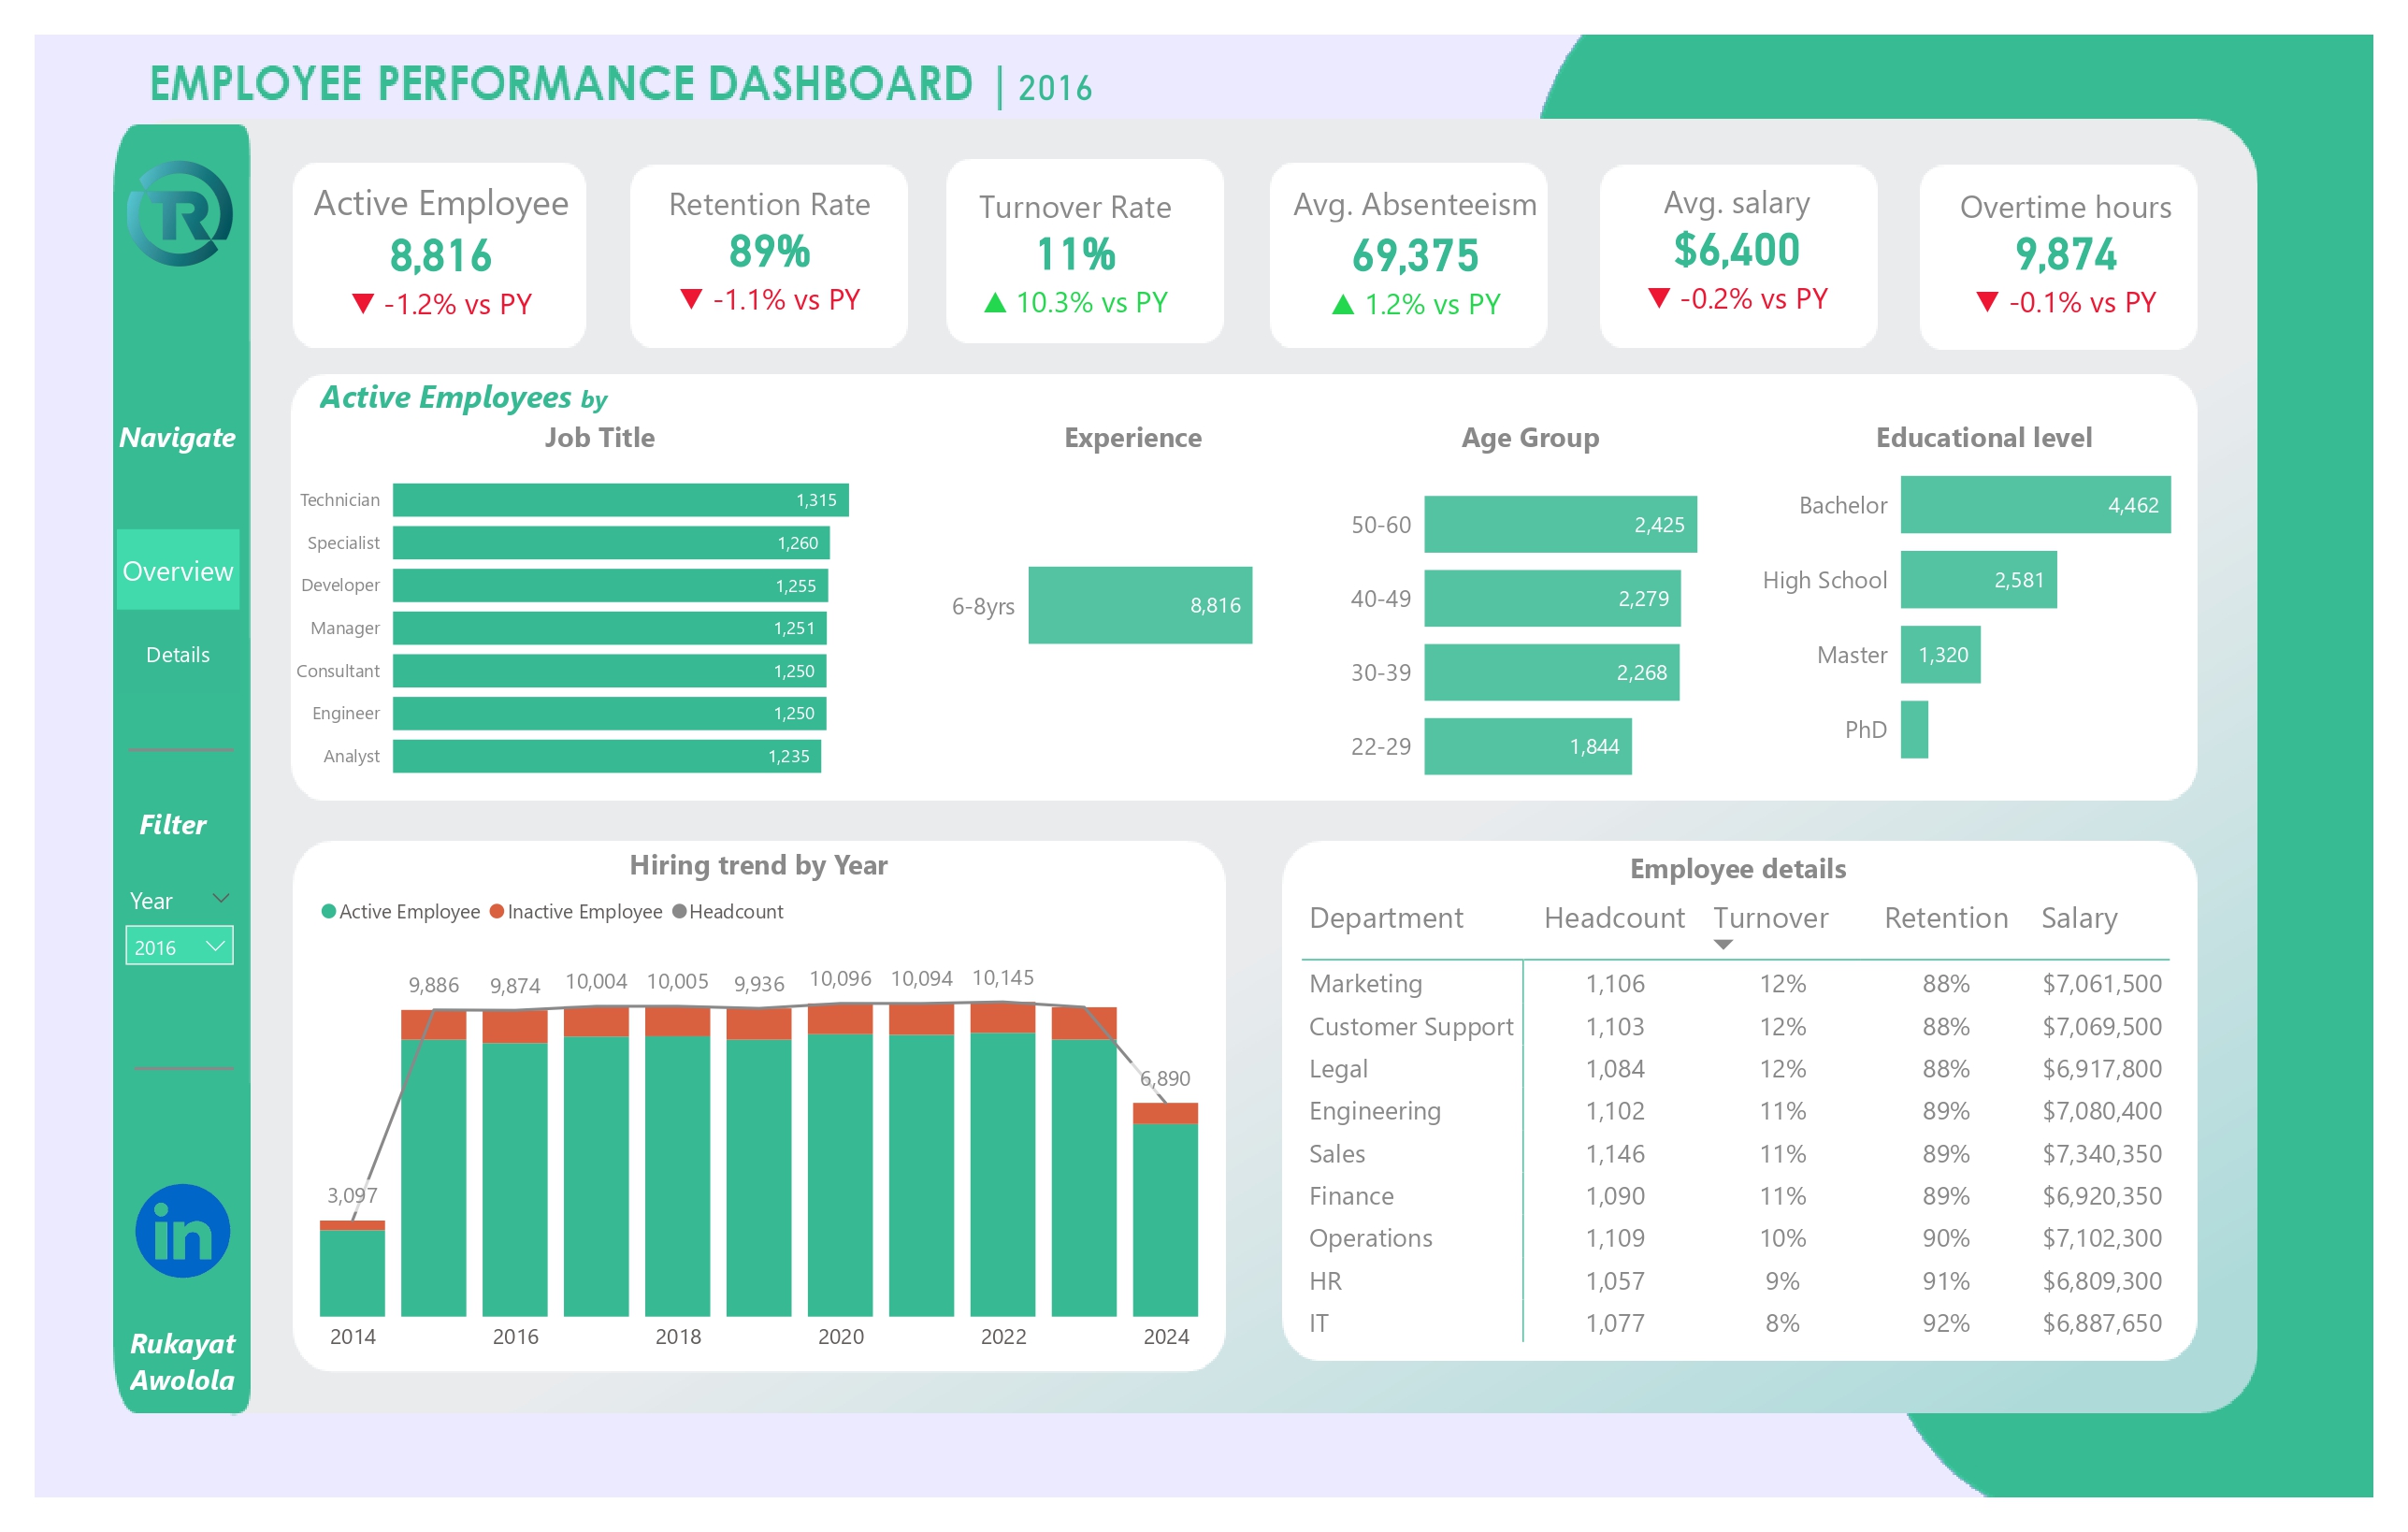 EMPLOYEE PERFORMANCE DASHBOARD | 2016
TR
Active Employee
8,816
▼ -1.2% vs PY
Retention Rate
89%
▼ -1.1% vs PY
Turnover Rate
11%
▲ 10.3% vs PY
Avg. Absenteeism
69,375
▲ 1.2% vs PY
Avg. salary
$6,400
▼ -0.2% vs PY
Overtime hours
9,874
▼ -0.1% vs PY
Navigate
Overview
Details
Filter
Year
2016
in
Rukayat
Awolola
Active Employees by
Job Title
Technician 1,315
Specialist 1,260
Developer 1,255
Manager 1,251
Consultant 1,250
Engineer 1,250
Analyst 1,235
Experience
6-8yrs 8,816
Age Group
50-60 2,425
40-49 2,279
30-39 2,268
22-29 1,844
Educational level
Bachelor 4,462
High School 2,581
Master 1,320
PhD
Hiring trend by Year
Active Employee Inactive Employee Headcount
3,097 9,886 9,874 10,004 10,005 9,936 10,096 10,094 10,145 6,890
2014 2016 2018 2020 2022 2024
Employee details
Department Headcount Turnover Retention Salary
Marketing 1,106 12% 88% $7,061,500
Customer Support 1,103 12% 88% $7,069,500
Legal 1,084 12% 88% $6,917,800
Engineering 1,102 11% 89% $7,080,400
Sales 1,146 11% 89% $7,340,350
Finance 1,090 11% 89% $6,920,350
Operations 1,109 10% 90% $7,102,300
HR 1,057 9% 91% $6,809,300
IT 1,077 8% 92% $6,887,650